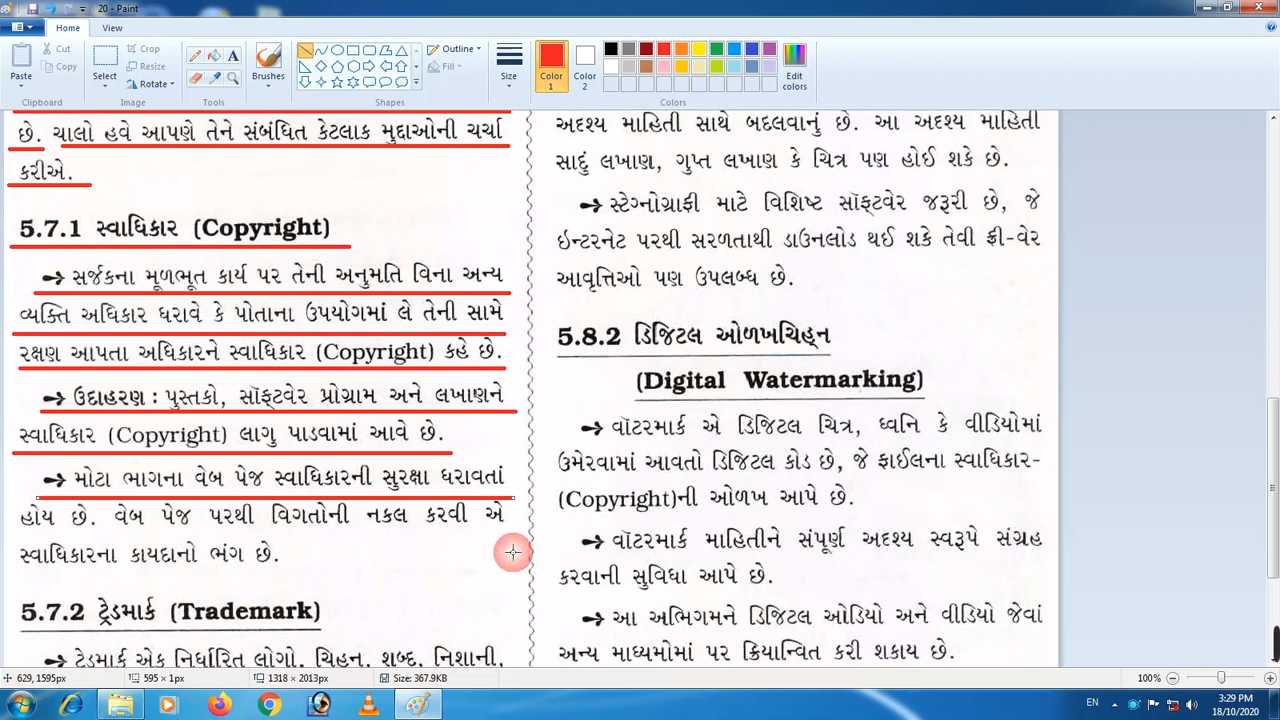 20 - Paint
Home
View
Paste
Cut
Copy
Clipboard
Select
Crop
Resize
Rotate
Image
Tools
Brushes
Outline
Fill
Shapes
Size
Color 1
Color 2
Edit colors
Colors
છે. ચાલો હવે આપણે તેને સંબંધિત કેટલાક મુદ્દાઓની ચર્ચા
કરીએ.
5.7.1 સ્વાધિકાર (Copyright)
➜ સર્જકના મૂળભૂત કાર્ય પર તેની અનુમતિ વિના અન્ય
વ્યક્તિ અધિકાર ધરાવે કે પોતાના ઉપયોગમાં લે તેની સામે
રક્ષણ આપતા અધિકારને સ્વાધિકાર (Copyright) કહે છે.
➜ ઉદાહરણ : પુસ્તકો, સૉફ્ટવેર પ્રોગ્રામ અને લખાણને
સ્વાધિકાર (Copyright) લાગુ પાડવામાં આવે છે.
➜ મોટા ભાગના વેબ પેજ સ્વાધિકારની સુરક્ષા ધરાવતાં
હોય છે. વેબ પેજ પરથી વિગતોની નકલ કરવી એ
સ્વાધિકારના કાયદાનો ભંગ છે.
5.7.2 ટ્રેડમાર્ક (Trademark)
➜ ટ્રેડમાર્ક એક નિર્ધારિત લોગો, ચિહ્ન, શબ્દ, નિશાની,
અદશ્ય માહિતી સાથે બદલવાનું છે. આ અદશ્ય માહિતી
સાદું લખાણ, ગુપ્ત લખાણ કે ચિત્ર પણ હોઈ શકે છે.
➜ સ્ટેગ્નોગ્રાફી માટે વિશિષ્ટ સૉફ્ટવેર જરૂરી છે, જે
ઇન્ટરનેટ પરથી સરળતાથી ડાઉનલોડ થઈ શકે તેવી ફ્રી-વેર
આવૃત્તિઓ પણ ઉપલબ્ધ છે.
5.8.2 ડિજિટલ ઓળખચિહ્ન
(Digital Watermarking)
➜ વૉટરમાર્ક એ ડિજિટલ ચિત્ર, ધ્વનિ કે વીડિયોમાં
ઉમેરવામાં આવતો ડિજિટલ કોડ છે, જે ફાઈલના સ્વાધિકાર-
(Copyright)ની ઓળખ આપે છે.
➜ વૉટરમાર્ક માહિતીને સંપૂર્ણ અદશ્ય સ્વરૂપે સંગ્રહ
કરવાની સુવિધા આપે છે.
➜ આ અભિગમને ડિજિટલ ઓડિયો અને વીડિયો જેવાં
અન્ય માધ્યમોમાં પર ક્રિયાન્વિત કરી શકાય છે.
629, 1595px
595 × 1px
1318 × 2013px
Size: 367.9KB
100%
EN
3:29 PM
18/10/2020